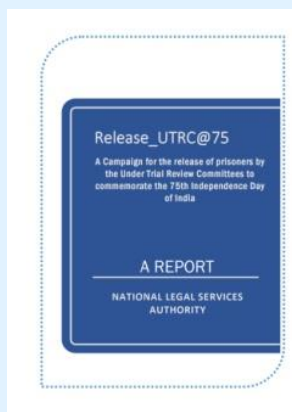 Release_UTRC@75
A Campaign for the release of prisoners by
the Under Trial Review Committees to
commemorate the 75th Independence Day
of India
A REPORT
NATIONAL LEGAL SERVICES
AUTHORITY